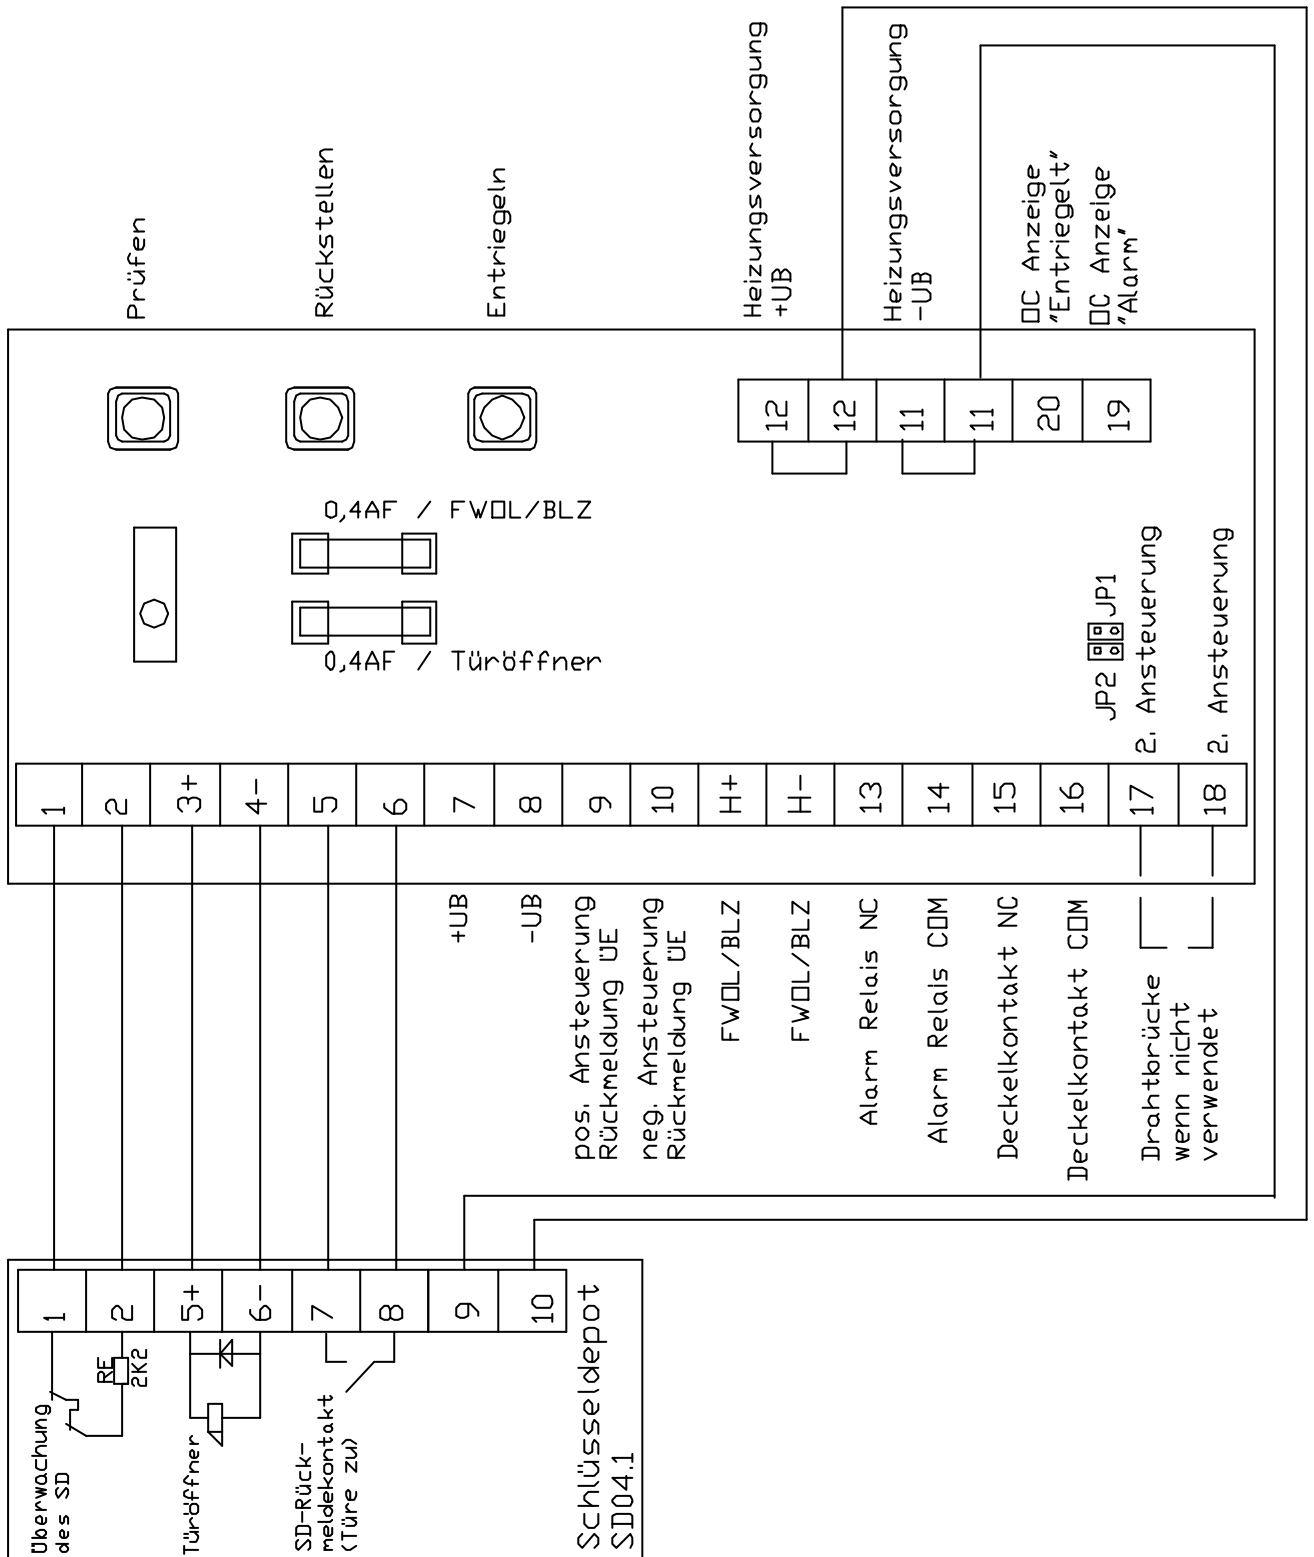 Prüfen
Rückstellen
Entriegeln
Heizungsversorgung
+UB
Heizungsversorgung
-UB
OC Anzeige
"Entriegelt"
OC Anzeige
"Alarm"
12
12
11
11
20
19
0,4AF / FWOL/BLZ
0,4AF / Türöffner
JP2
JP1
2. Ansteuerung
2. Ansteuerung
1
2
3+
4-
5
6
7
8
9
10
H+
H-
13
14
15
16
17
18
+UB
-UB
pos. Ansteuerung
Rückmeldung ÜE
neg. Ansteuerung
Rückmeldung ÜE
FWOL/BLZ
FWOL/BLZ
Alarm Relais NC
Alarm Relais COM
Deckelkontakt NC
Deckelkontakt COM
Drahtbrücke
wenn nicht
verwendet
1
2
5+
6-
7
8
9
10
RE
2K2
Überwachung
des SD
Türöffner
SD-Rück-
meldekontakt
(Türe zu)
Schlüsseldepot
SD04.1